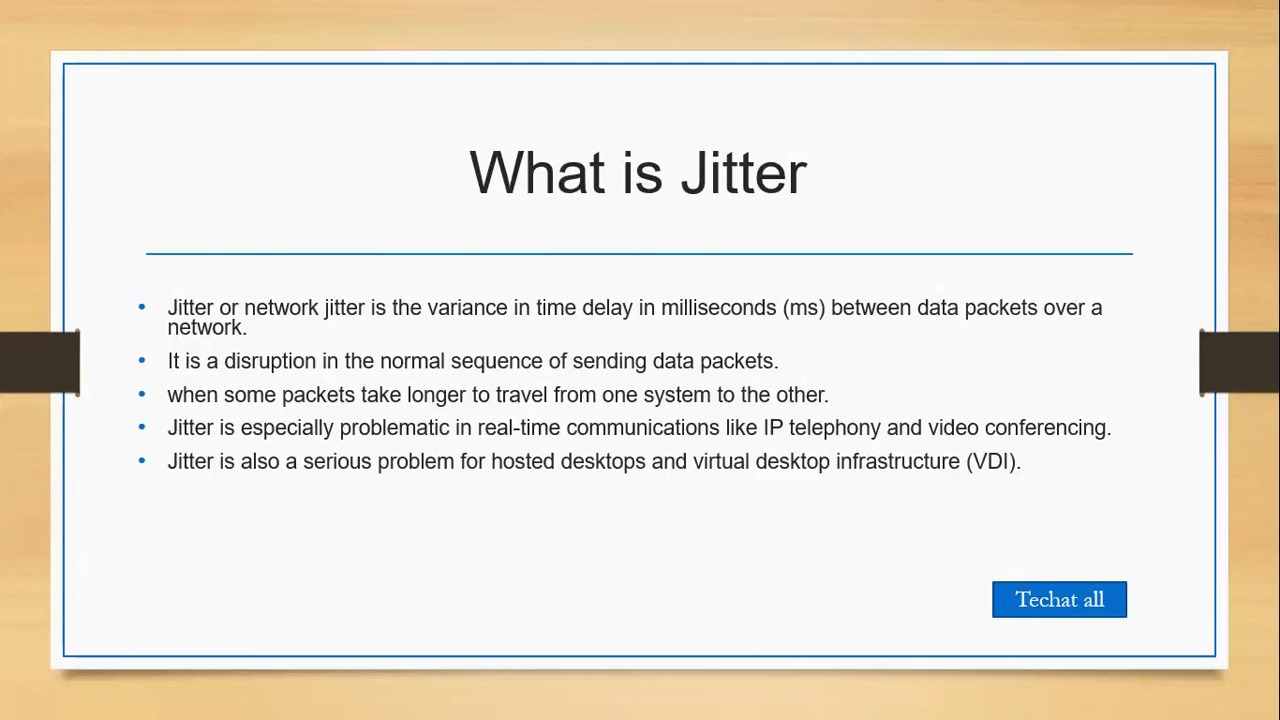 What is Jitter
• Jitter or network jitter is the variance in time delay in milliseconds (ms) between data packets over a
network.
• It is a disruption in the normal sequence of sending data packets.
• when some packets take longer to travel from one system to the other.
• Jitter is especially problematic in real-time communications like IP telephony and video conferencing.
• Jitter is also a serious problem for hosted desktops and virtual desktop infrastructure (VDI).
Techat all